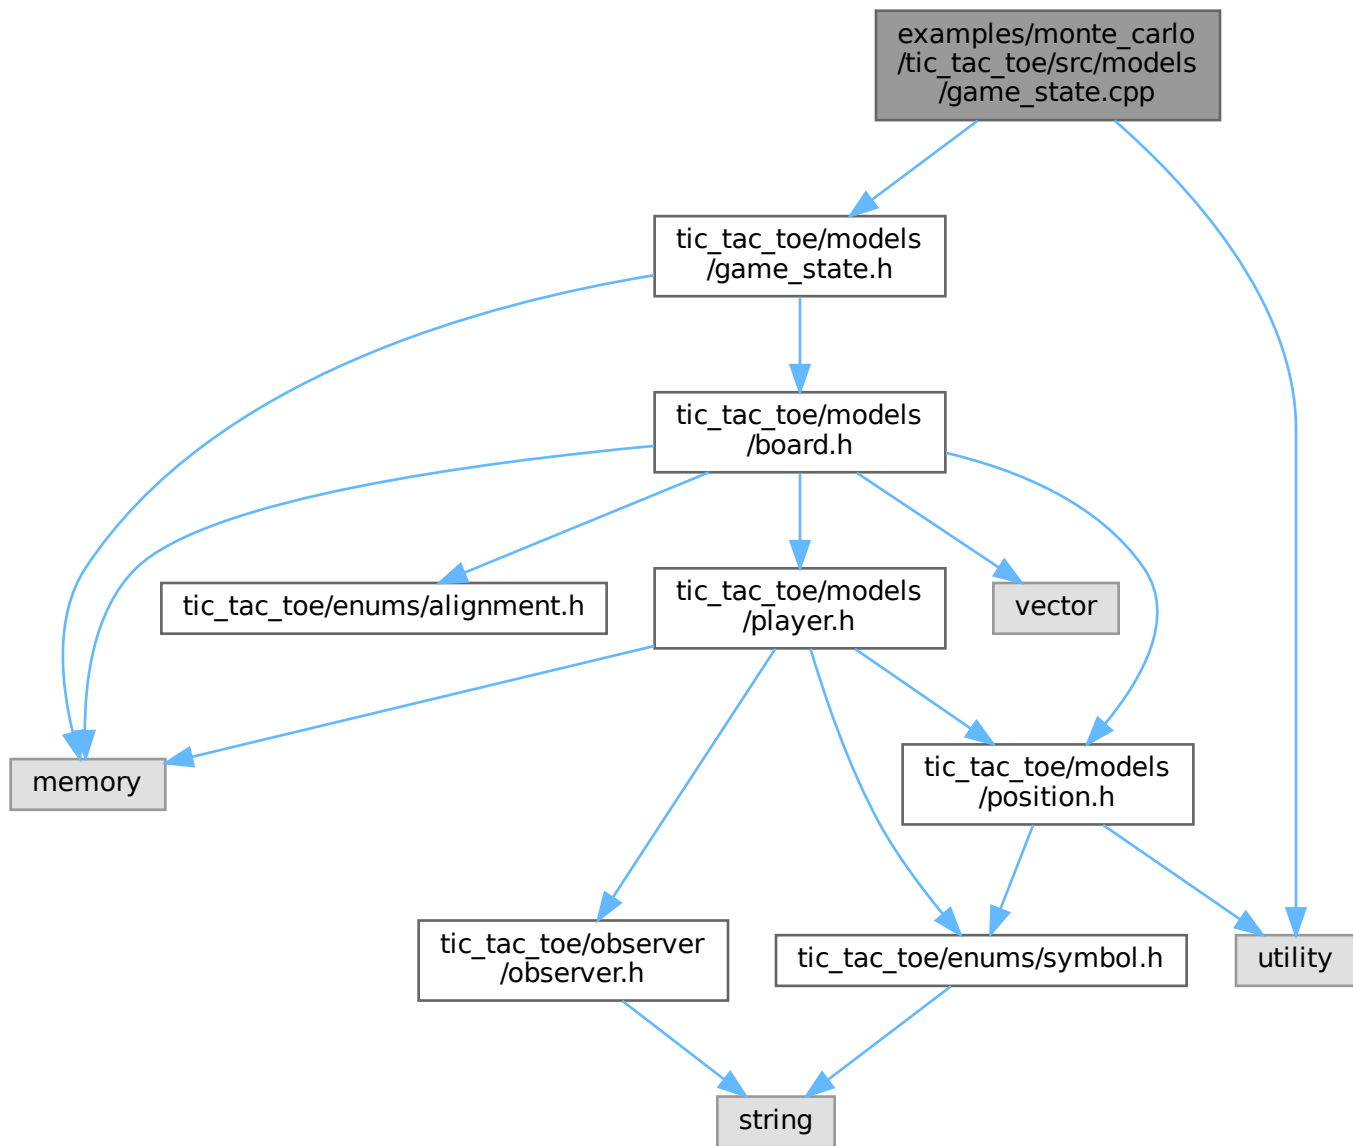 examples/monte_carlo
/tic_tac_toe/src/models
/game_state.cpp
tic_tac_toe/models
/game_state.h
tic_tac_toe/models
/board.h
tic_tac_toe/enums/alignment.h
tic_tac_toe/models
/player.h
vector
memory
tic_tac_toe/models
/position.h
tic_tac_toe/observer
/observer.h
tic_tac_toe/enums/symbol.h
utility
string